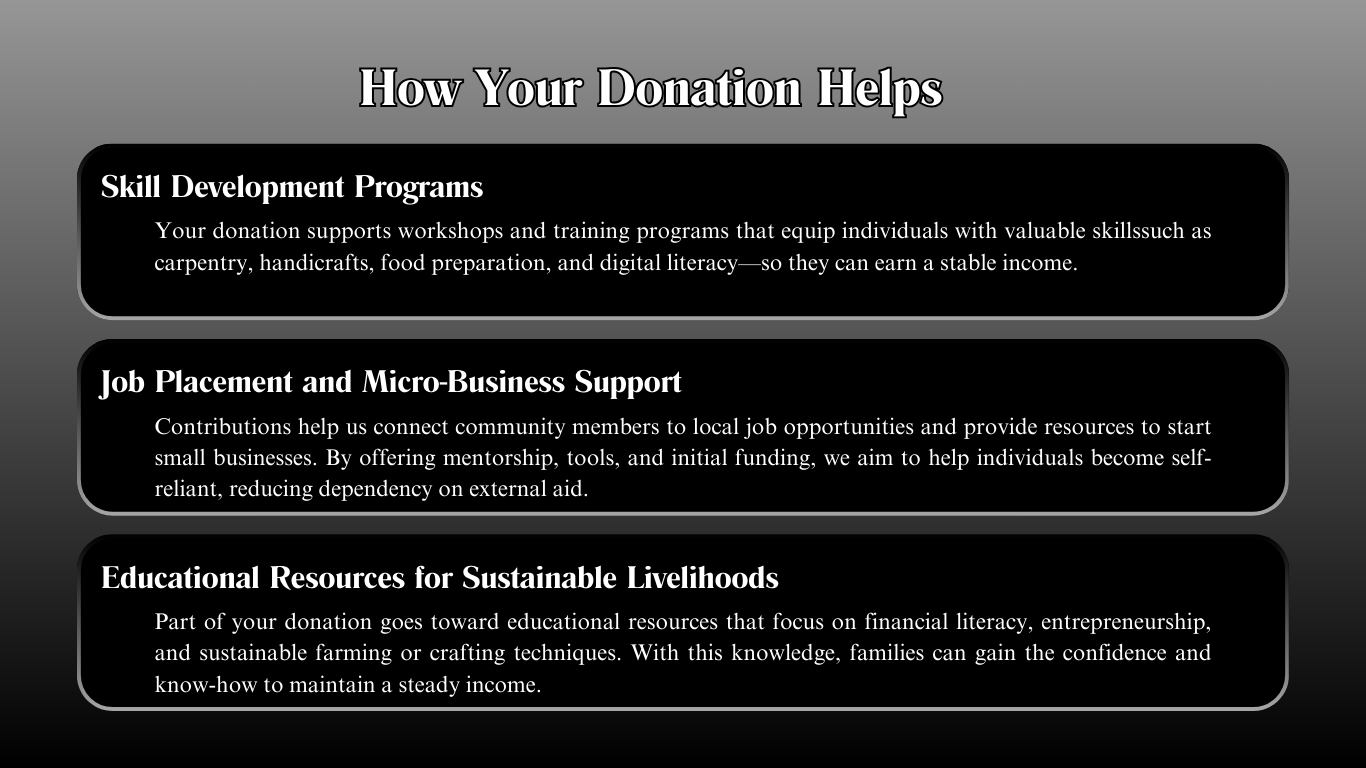 How Your Donation Helps
Skill Development Programs
Your donation supports workshops and training programs that equip individuals with valuable skillssuch as
carpentry, handicrafts, food preparation, and digital literacy—so they can earn a stable income.
Job Placement and Micro-Business Support
Contributions help us connect community members to local job opportunities and provide resources to start
small businesses. By offering mentorship, tools, and initial funding, we aim to help individuals become self-
reliant, reducing dependency on external aid.
Educational Resources for Sustainable Livelihoods
Part of your donation goes toward educational resources that focus on financial literacy, entrepreneurship,
and sustainable farming or crafting techniques. With this knowledge, families can gain the confidence and
know-how to maintain a steady income.